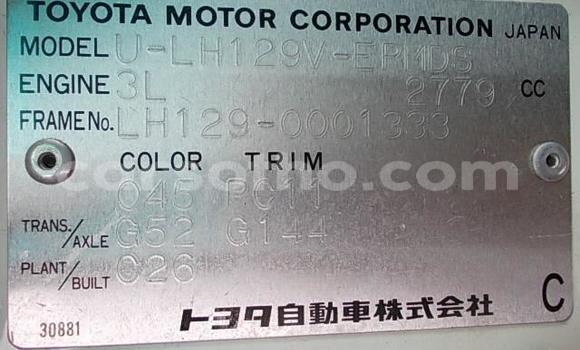 TOYOTA MOTOR CORPORATION JAPAN
MODEL U-LH129V-EPMDS
ENGINE 3L 2779 CC
FRAME No. LH129-0001333
COLOR TRIM
045 FC11
TRANS./AXLE G52 G144
PLANT/BUILT C26
トヨタ自動車株式会社 C
30881